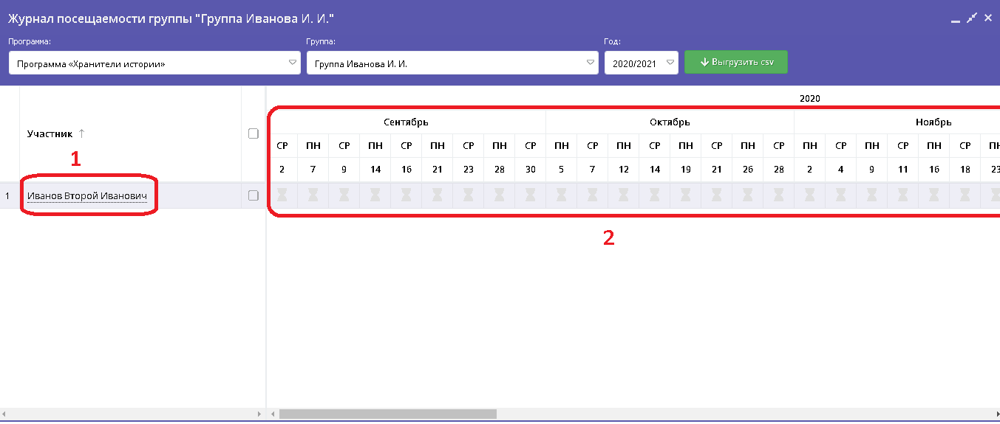 Журнал посещаемости группы "Группа Иванова И. И."
Программа: Группа: Год:
Программа «Хранители истории» Группа Иванова И. И. 2020/2021 Выгрузить csv
2020
Сентябрь Октябрь Ноябрь
Участник
СР ПН СР ПН СР ПН СР ПН СР ПН СР ПН СР ПН СР ПН СР ПН СР ПН СР ПН СР ПН
1
2 7 9 14 16 21 23 28 30 5 7 12 14 19 21 26 28 2 4 9 11 16 18 23
1 Иванов Второй Иванович
2